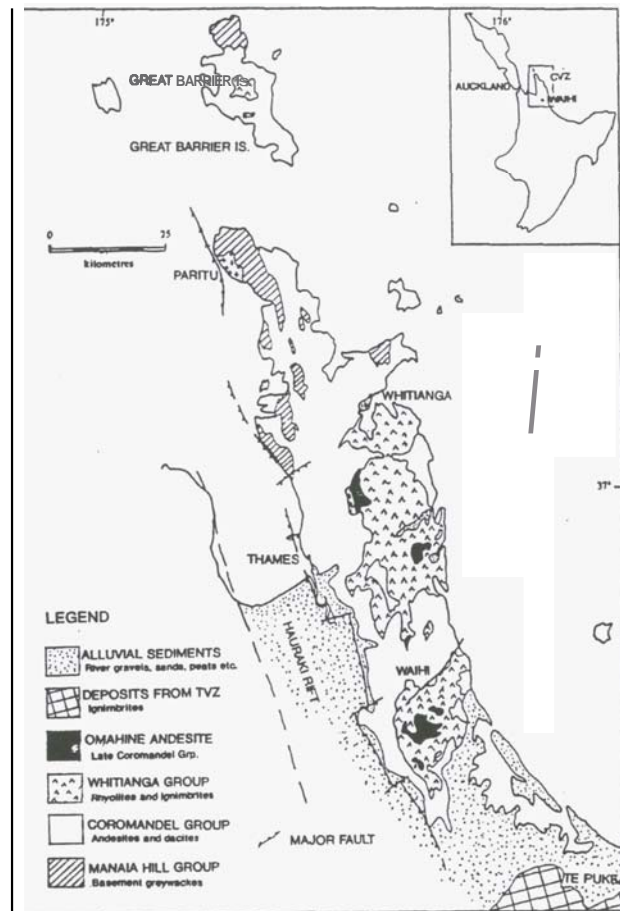 175°
176°
GREAT BARRIER IS.
GREAT BARRIER IS.
AUCKLAND
CVZ
WAIHI
0 25
kilometres
PARITU
WHITIANGA
37°
THAMES
HAURAKI RIFT
WAIHI
LEGEND
ALLUVIAL SEDIMENTS
River gravels, sands, peats etc.
DEPOSITS FROM TVZ
Ignimbrites
OMAHINE ANDESITE
Late Coromandel Grp.
WHITIANGA GROUP
Rhyolites and Ignimbrites
COROMANDEL GROUP
Andesites and dacites
MANAIA HILL GROUP
Basement greywackes
MAJOR FAULT
TE PUKE